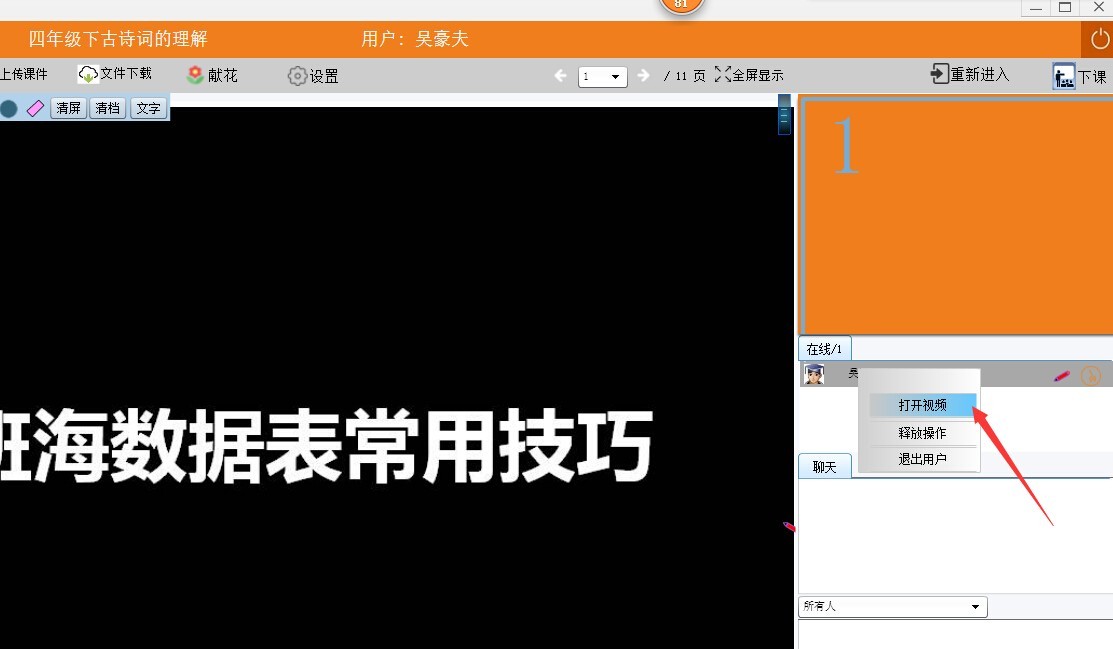 81
四年级下古诗词的理解 用户：吴豪夫
上传课件 文件下载 献花 设置 1 / 11 页 全屏显示 重新进入 下课
清屏 清档 文字
1
在线/1
吴
打开视频
释放操作
退出用户
班海数据表常用技巧
聊天
所有人